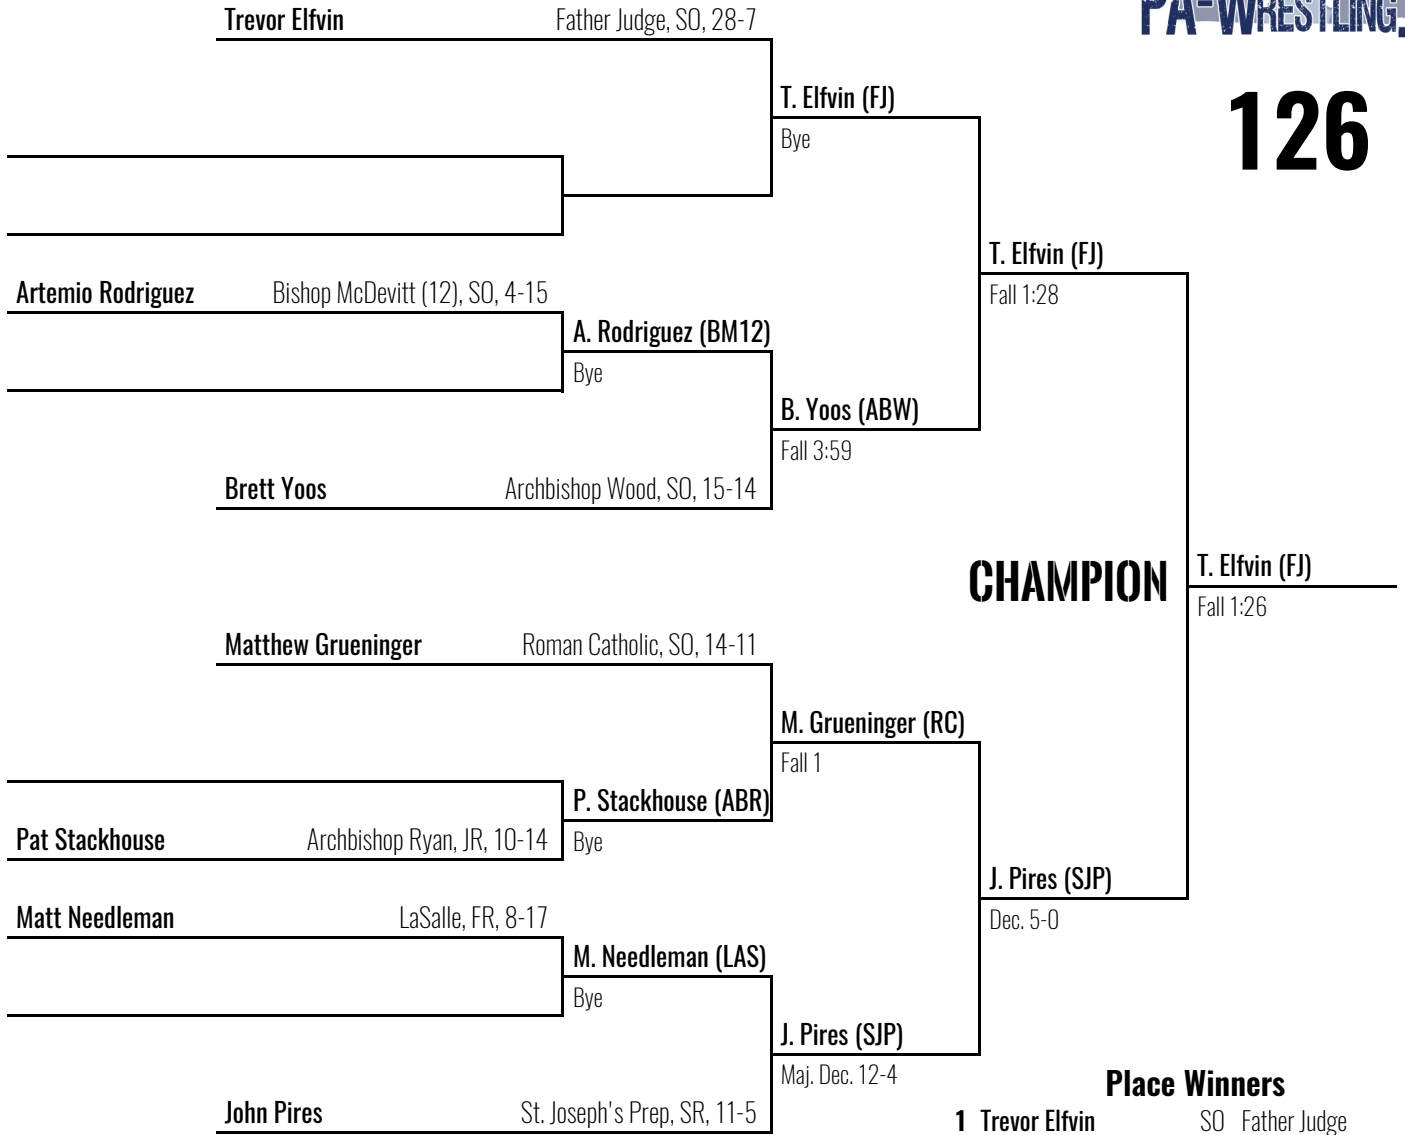 PA-WRESTLING.
126
Trevor Elfvin Father Judge, SO, 28-7
T. Elfvin (FJ)
Bye
T. Elfvin (FJ)
Fall 1:28
Artemio Rodriguez Bishop McDevitt (12), SO, 4-15
A. Rodriguez (BM12)
Bye
B. Yoos (ABW)
Fall 3:59
Brett Yoos Archbishop Wood, SO, 15-14
CHAMPION
T. Elfvin (FJ)
Fall 1:26
Matthew Grueninger Roman Catholic, SO, 14-11
M. Grueninger (RC)
Fall 1
P. Stackhouse (ABR)
Pat Stackhouse Archbishop Ryan, JR, 10-14
Bye
J. Pires (SJP)
Dec. 5-0
Matt Needleman LaSalle, FR, 8-17
M. Needleman (LAS)
Bye
J. Pires (SJP)
Maj. Dec. 12-4
John Pires St. Joseph's Prep, SR, 11-5
Place Winners
1 Trevor Elfvin SO Father Judge